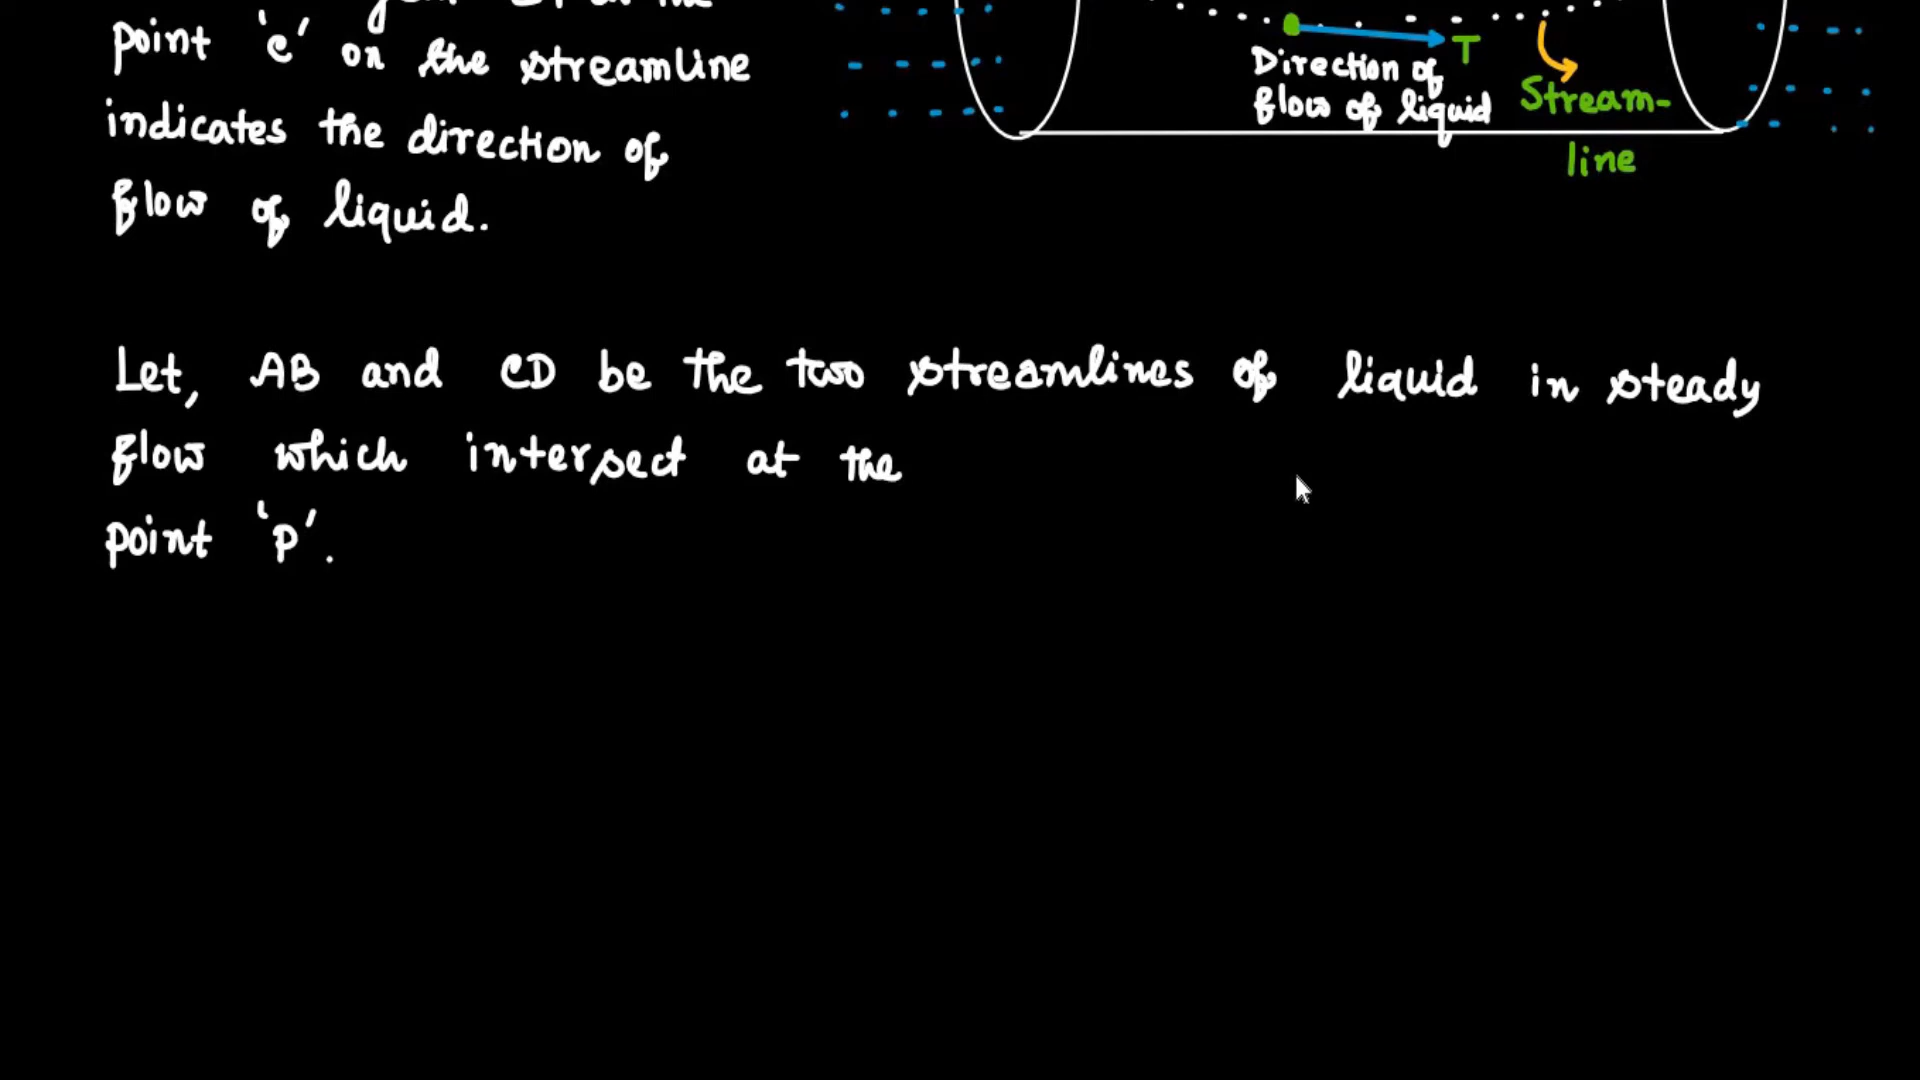 point 'c' on the streamline
indicates the direction of
flow of liquid.
T
Direction of
flow of liquid
Stream-
line
Let, AB and CD be the two streamlines of liquid in steady
flow which intersect at the
point 'p'.